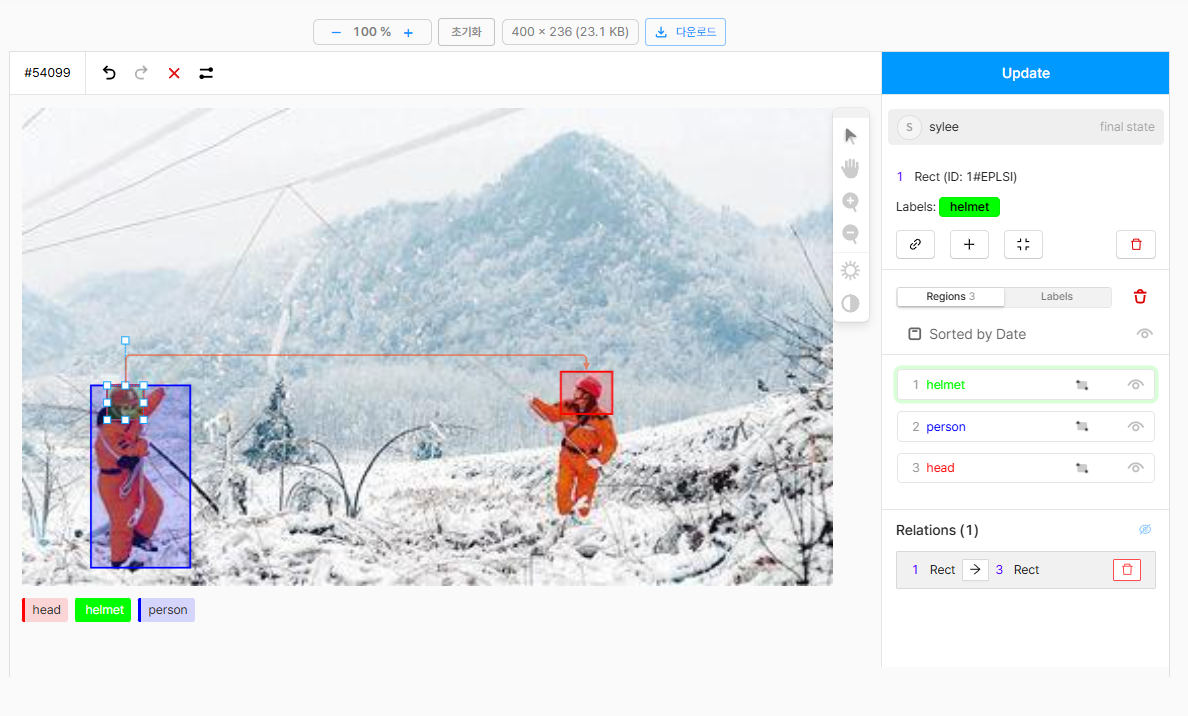 100 %
초기화
400 × 236 (23.1 KB)
다운로드
#54099
Update
S
sylee
final state
1 Rect (ID: 1#EPLSI)
Labels: helmet
Regions 3
Labels
Sorted by Date
1 helmet
2 person
3 head
Relations (1)
1 Rect 3 Rect
head
helmet
person